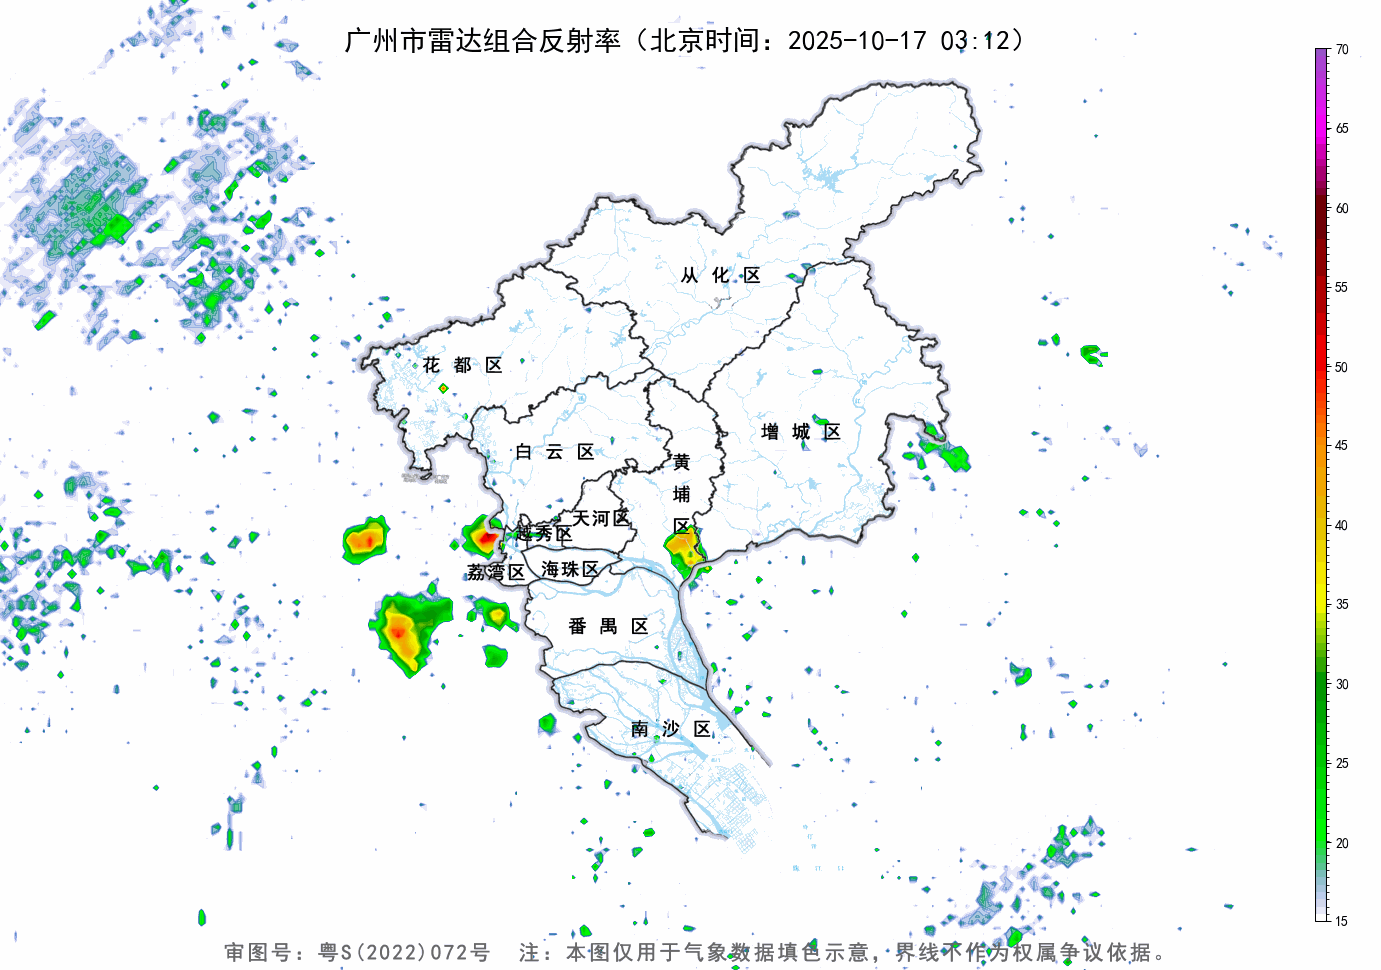 广州市雷达组合反射率（北京时间：2025-10-17 03:12）
70
65
60
55
50
45
40
35
30
25
20
15
从化区
花都区
增城区
白云区
黄埔区
天河区
越秀区
海珠区
荔湾区
番禺区
南沙区
审图号：粤S(2022)072号 注：本图仅用于气象数据填色示意，界线不作为权属争议依据。